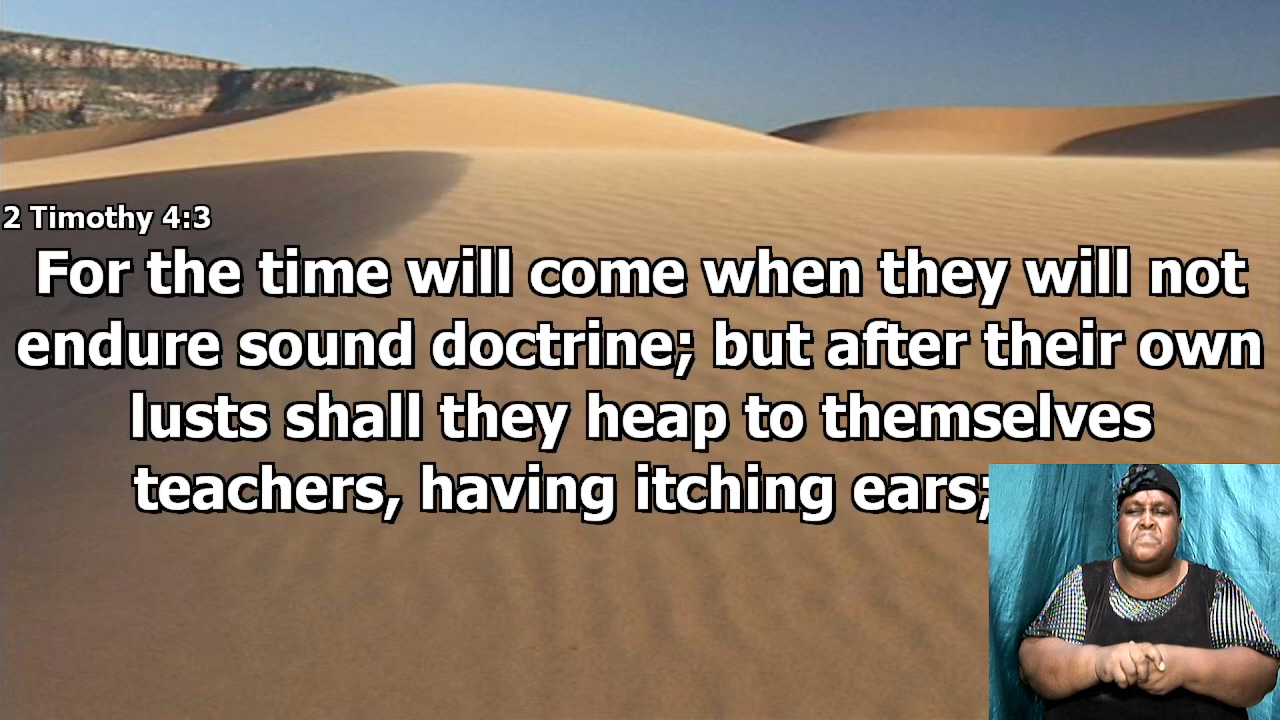 2 Timothy 4:3
For the time will come when they will not
endure sound doctrine; but after their own
lusts shall they heap to themselves
teachers, having itching ears;